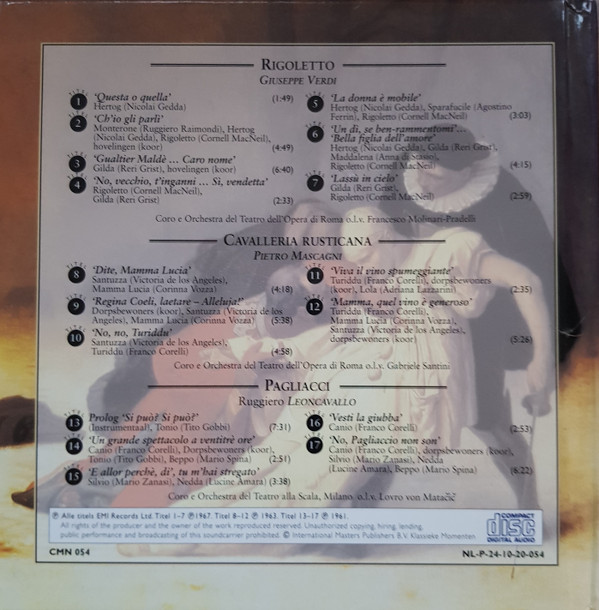 RIGOLETTO
GIUSEPPE VERDI
1 'Questa o quella' (1:49)
Hertog (Nicolai Gedda)
2 'Ch'io gli parli'
Monterone (Ruggiero Raimondi), Hertog
(Nicolai Gedda), Rigoletto (Cornell MacNeil),
hovelingen (koor) (4:49)
3 'Gualtier Maldè ... Caro nome'
Gilda (Reri Grist), hovelingen (koor) (6:40)
4 'No, vecchio, t'inganni ... Sì, vendetta'
Rigoletto (Cornell MacNeil),
Gilda (Reri Grist) (2:33)
5 'La donna è mobile'
Hertog (Nicolai Gedda), Sparafucile (Agostino
Ferrin), Rigoletto (Cornell MacNeil) (3:03)
6 'Un dì, se ben-rammentomi'...
'Bella figlia dell'amore'
Hertog (Nicolai Gedda), Gilda (Reri Grist),
Maddalena (Anna di Stasio),
Rigoletto (Cornell MacNeil) (4:15)
7 'Lassù in cielo'
Gilda (Reri Grist),
Rigoletto (Cornell MacNeil) (2:59)
Coro e Orchestra del Teatro dell'Opera di Roma o.l.v. Francesco Molinari-Pradelli
CAVALLERIA RUSTICANA
PIETRO MASCAGNI
8 'Dite, Mamma Lucia'
Santuzza (Victoria de los Angeles),
Mamma Lucia (Corinna Vozza) (4:18)
9 'Regina Coeli, laetare – Alleluja!'
Dorpsbewoners (koor), Santuzza (Victoria de los
Angeles), Mamma Lucia (Corinna Vozza) (5:38)
10 'No, no, Turiddu'
Santuzza (Victoria de los Angeles),
Turiddu (Franco Corelli) (4:58)
11 'Viva il vino spumeggiante'
Turiddu (Franco Corelli), dorpsbewoners
(koor), Lola (Adriana Lazzarini) (2:35)
12 'Mamma, quel vino è generoso'
Turiddu (Franco Corelli),
Mamma Lucia (Corinna Vozza),
Santuzza (Victoria de los Angeles),
dorpsbewoners (koor) (5:26)
Coro e Orchestra del Teatro dell'Opera di Roma o.l.v. Gabriele Santini
PAGLIACCI
Ruggiero LEONCAVALLO
13 Prolog 'Si può? Si può?'
(Instrumentaal), Tonio (Tito Gobbi) (7:31)
14 'Un grande spettacolo a ventitrè ore'
Canio (Franco Corelli), Dorpsbewoners (koor),
Tonio (Tito Gobbi), Beppo (Mario Spina) (2:51)
15 'E allor perchè, di', tu m'hai stregato'
Silvio (Mario Zanasi), Nedda (Lucine Amara) (3:38)
16 'Vesti la giubba'
Canio (Franco Corelli) (2:53)
17 'No, Pagliaccio non son'
Canio (Franco Corelli), dorpsbewoners (koor),
Silvio (Mario Zanasi), Nedda
(Lucine Amara), Beppo (Mario Spina) (6:22)
Coro e Orchestra del Teatro alla Scala, Milano o.l.v. Lovro von Matačič
℗ Alle titels EMI Records Ltd. Titel 1–7 ℗ 1967. Titel 8–12 ℗ 1963. Titel 13–17 ℗ 1961.
All rights of the producer and the owner of the work reproduced reserved. Unauthorized copying, hiring, lending,
public performance and broadcasting of this soundcarrier prohibited. © International Masters Publishers B.V. Klassieke Momenten
COMPACT
disc
DIGITAL AUDIO
CMN 054
NL-P-24-10-20-054